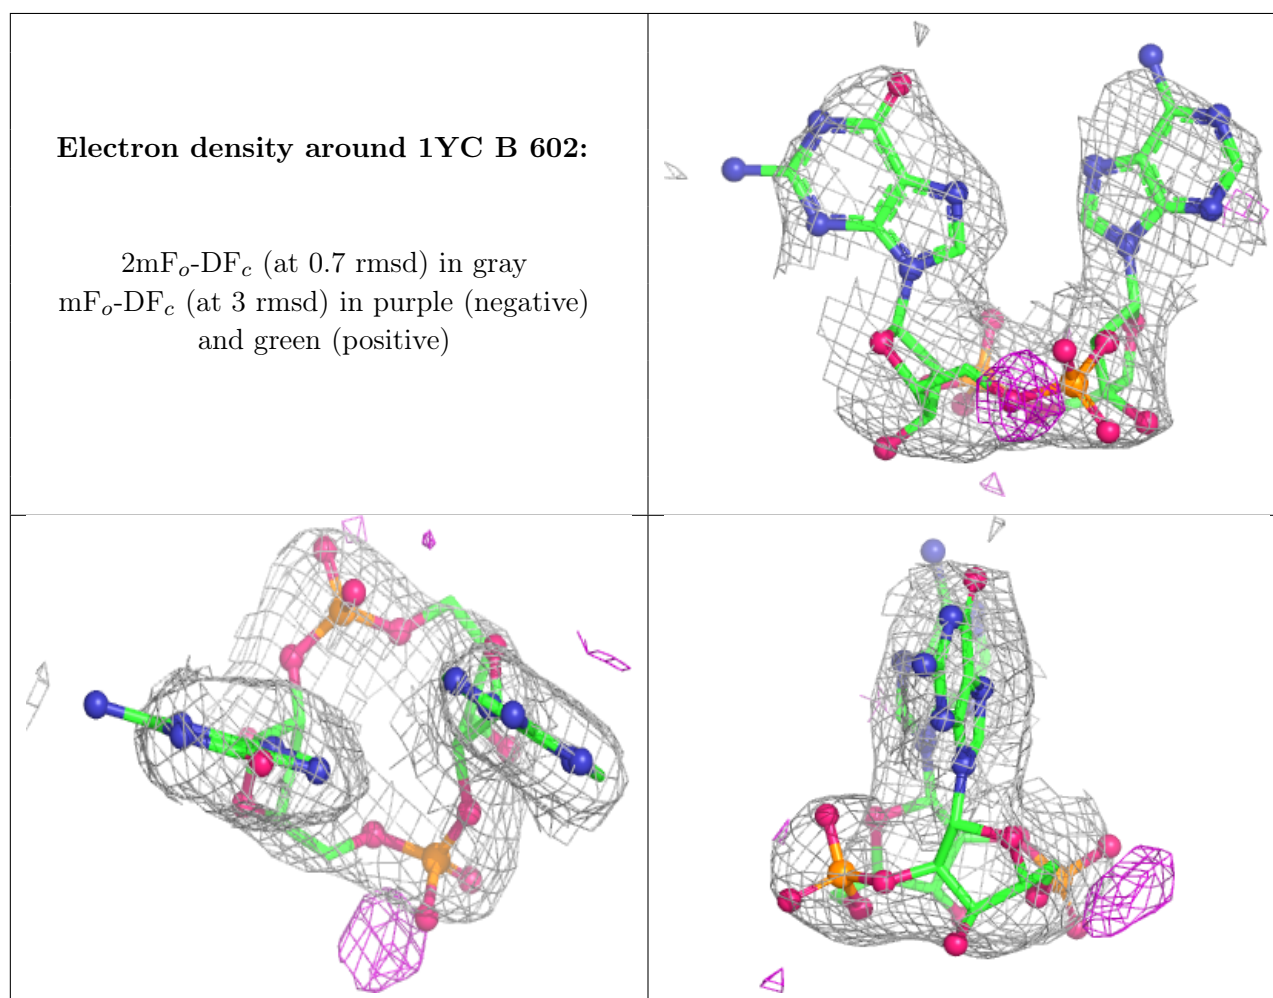 Electron density around 1YC B 602:
2mFo-DFc (at 0.7 rmsd) in gray
mFo-DFc (at 3 rmsd) in purple (negative)
and green (positive)